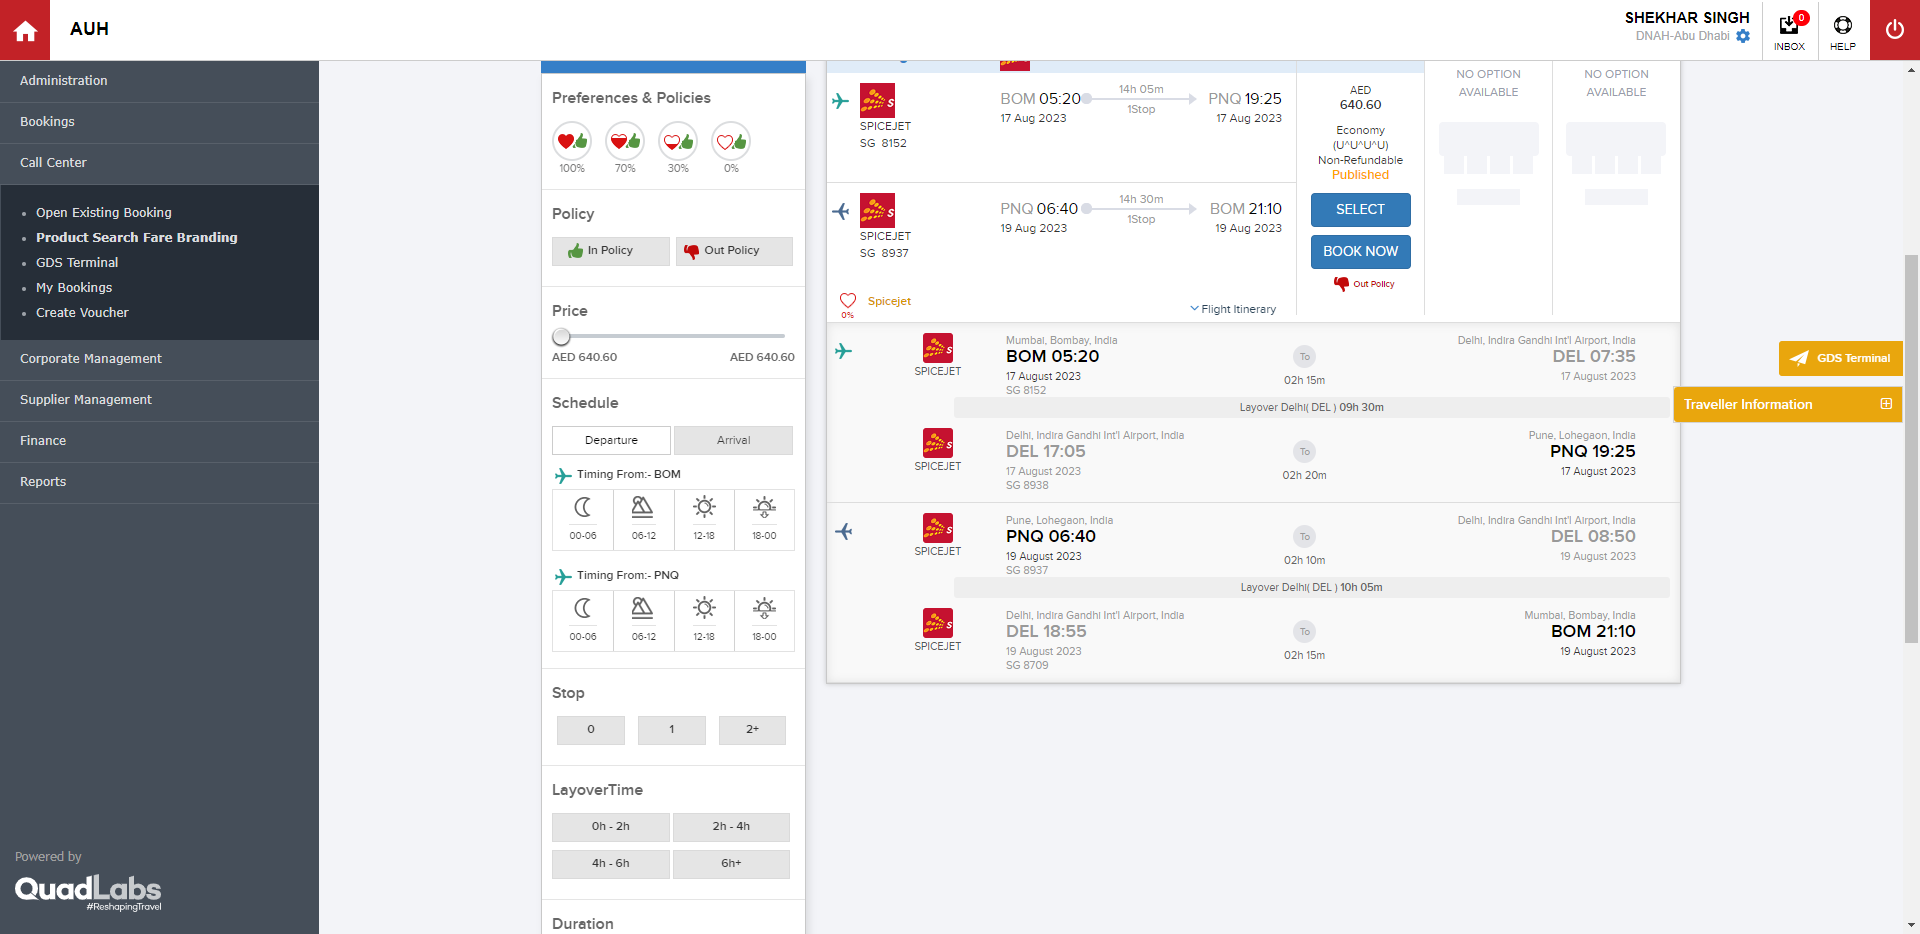 AUH
SHEKHAR SINGH
DNAH-Abu Dhabi
0
INBOX
HELP
Administration
Bookings
Call Center
Open Existing Booking
Product Search Fare Branding
GDS Terminal
My Bookings
Create Voucher
Corporate Management
Supplier Management
Finance
Reports
Powered by
QuadLabs
#ReshapingTravel
Preferences & Policies
100% 70% 30% 0%
Policy
In Policy Out Policy
Price
AED 640.60 AED 640.60
Schedule
Departure Arrival
Timing From:- BOM
00-06 06-12 12-18 18-00
Timing From:- PNQ
00-06 06-12 12-18 18-00
Stop
0 1 2+
LayoverTime
0h - 2h 2h - 4h
4h - 6h 6h+
Duration
SPICEJET
SG 8152
BOM 05:20
17 Aug 2023
14h 05m
1Stop
PNQ 19:25
17 Aug 2023
SPICEJET
SG 8937
PNQ 06:40
19 Aug 2023
14h 30m
1Stop
BOM 21:10
19 Aug 2023
0%
Spicejet
Flight Itinerary
AED
640.60
Economy
(U^U^U^U)
Non-Refundable
Published
SELECT
BOOK NOW
Out Policy
NO OPTION
AVAILABLE
NO OPTION
AVAILABLE
SPICEJET
Mumbai, Bombay, India
BOM 05:20
17 August 2023
SG 8152
To
02h 15m
Delhi, Indira Gandhi Int'l Airport, India
DEL 07:35
17 August 2023
Layover Delhi( DEL ) 09h 30m
SPICEJET
Delhi, Indira Gandhi Int'l Airport, India
DEL 17:05
17 August 2023
SG 8938
To
02h 20m
Pune, Lohegaon, India
PNQ 19:25
17 August 2023
SPICEJET
Pune, Lohegaon, India
PNQ 06:40
19 August 2023
SG 8937
To
02h 10m
Delhi, Indira Gandhi Int'l Airport, India
DEL 08:50
19 August 2023
Layover Delhi( DEL ) 10h 05m
SPICEJET
Delhi, Indira Gandhi Int'l Airport, India
DEL 18:55
19 August 2023
SG 8709
To
02h 15m
Mumbai, Bombay, India
BOM 21:10
19 August 2023
GDS Terminal
Traveller Information